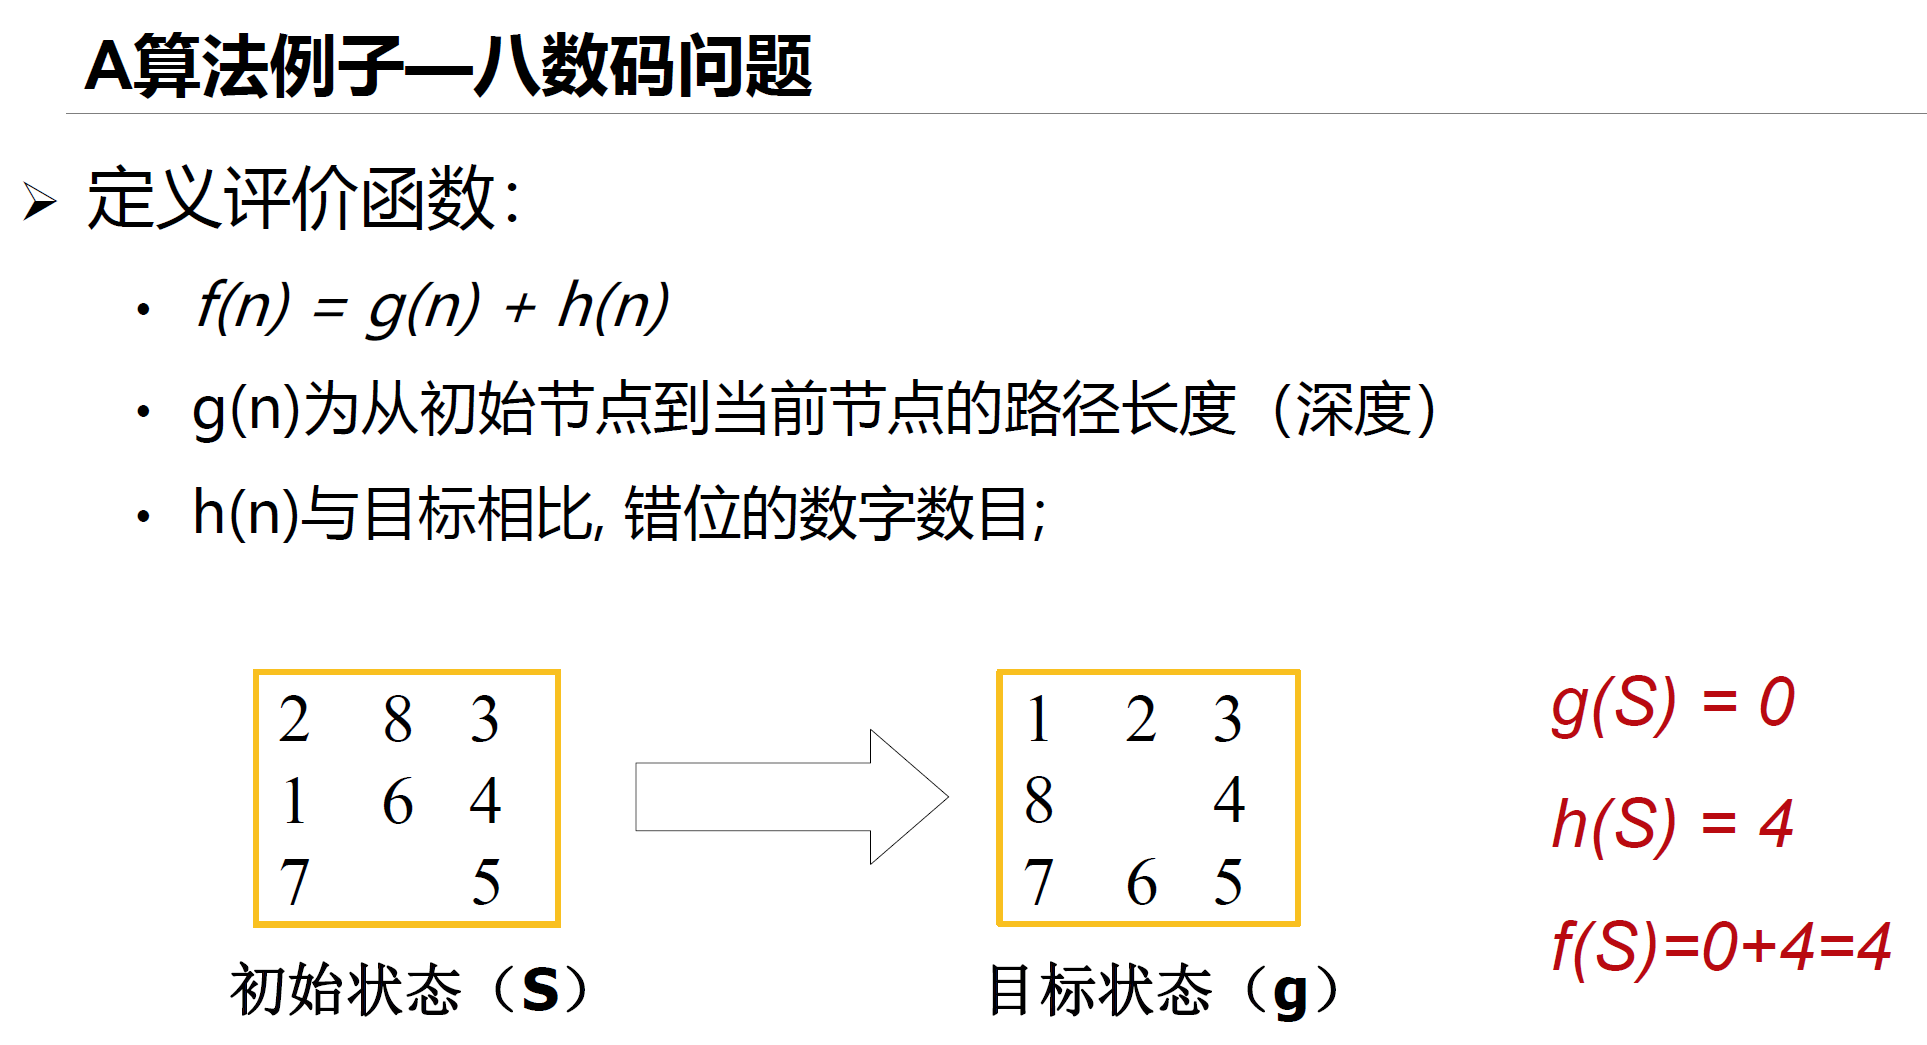 A算法例子—八数码问题
➢ 定义评价函数：
• f(n) = g(n) + h(n)
• g(n)为从初始节点到当前节点的路径长度（深度）
• h(n)与目标相比, 错位的数字数目;
2 8 3
1 6 4
7 5
初始状态（S）
1 2 3
8 4
7 6 5
目标状态（g）
g(S) = 0
h(S) = 4
f(S)=0+4=4